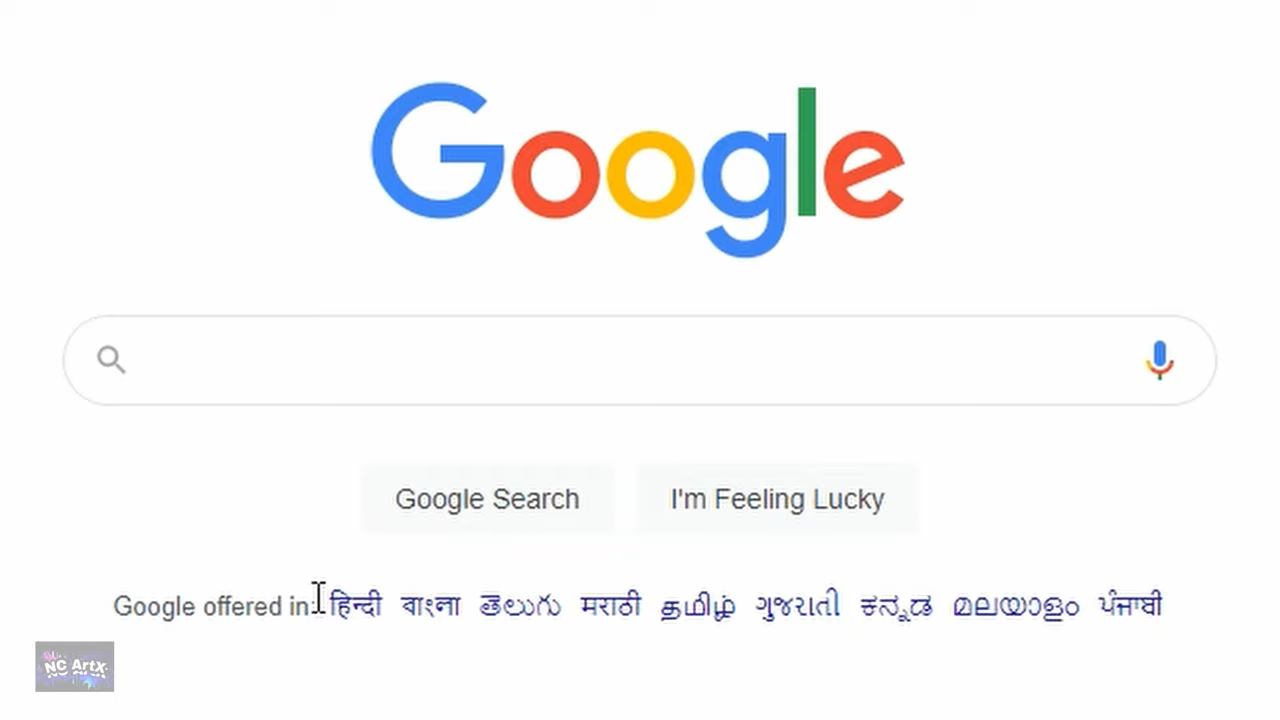 Google
Google Search I'm Feeling Lucky
Google offered in: हिन्दी বাংলা తెలుగు मराठी தமிழ் ગુજરાતી ಕನ್ನಡ മലയാളം ਪੰਜਾਬੀ
NC ArtX